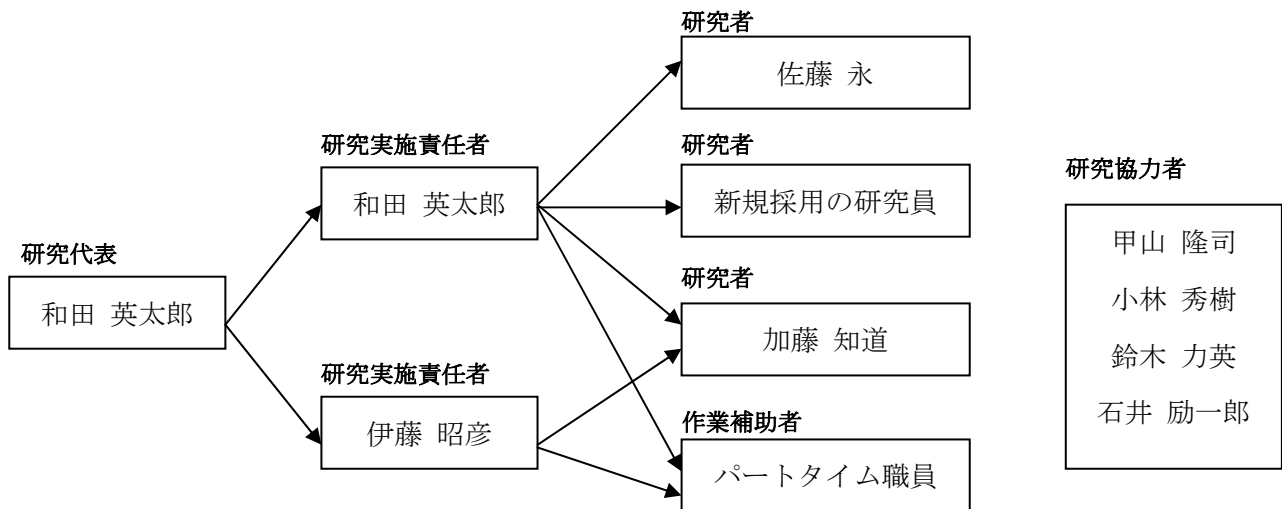 研究代表
和田 英太郎
研究実施責任者
和田 英太郎
研究実施責任者
伊藤 昭彦
研究者
佐藤 永
研究者
新規採用の研究員
研究者
加藤 知道
作業補助者
パートタイム職員
研究協力者
甲山 隆司
小林 秀樹
鈴木 力英
石井 励一郎